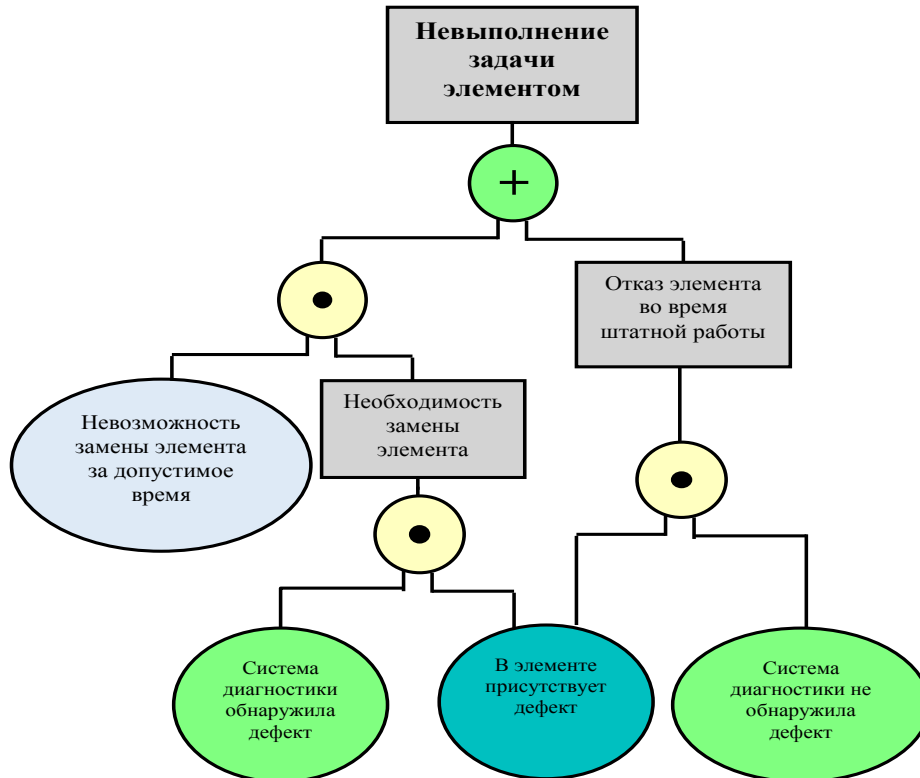 Невыполнение
задачи
элементом
+
Отказ элемента
во время
штатной работы
Невозможность
замены элемента
за допустимое
время
Необходимость
замены
элемента
Система
диагностики
обнаружила
дефект
В элементе
присутствует
дефект
Система
диагностики не
обнаружила
дефект